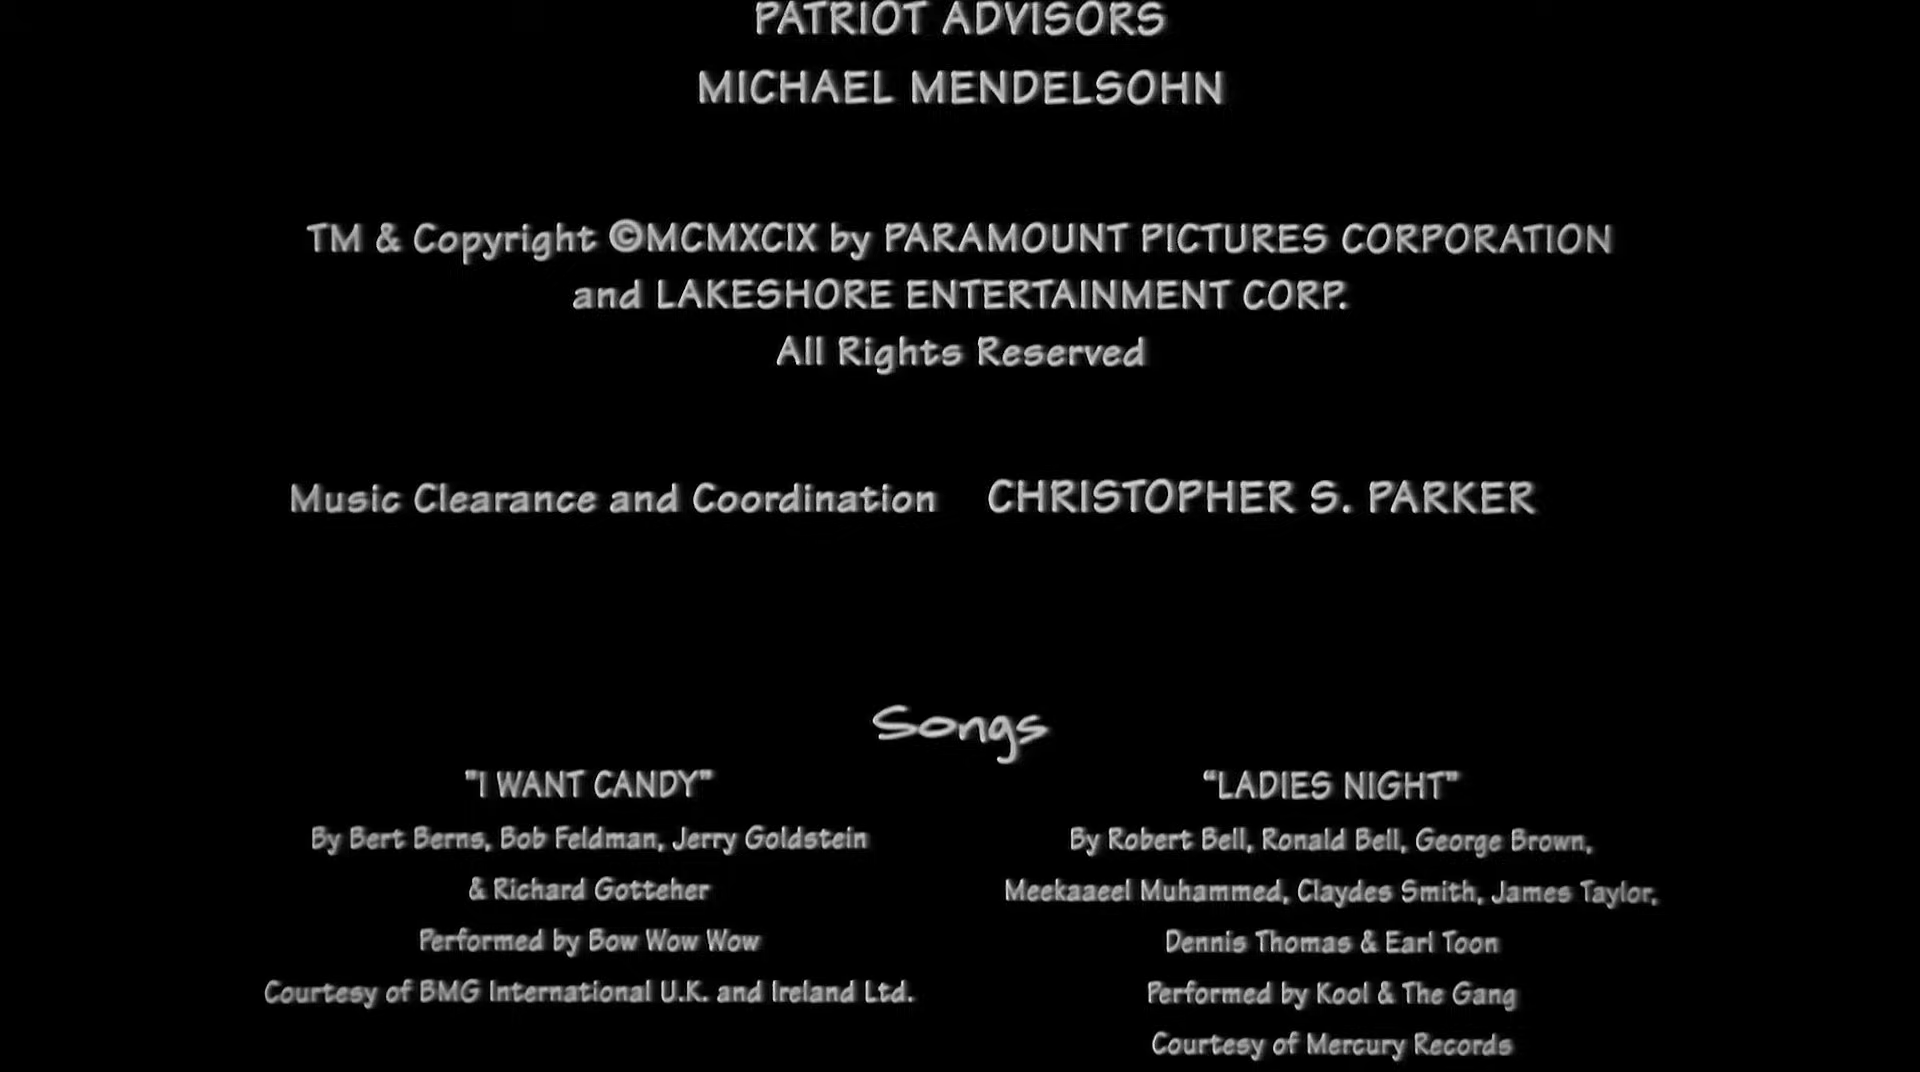 PATRIOT ADVISORS
MICHAEL MENDELSOHN
TM & Copyright ©MCMXCIX by PARAMOUNT PICTURES CORPORATION
and LAKESHORE ENTERTAINMENT CORP.
All Rights Reserved
Music Clearance and Coordination CHRISTOPHER S. PARKER
Songs
"I WANT CANDY"
By Bert Berns, Bob Feldman, Jerry Goldstein
& Richard Gotteher
Performed by Bow Wow Wow
Courtesy of BMG International U.K. and Ireland Ltd.
“LADIES NIGHT”
By Robert Bell, Ronald Bell, George Brown,
Meekaaeel Muhammed, Claydes Smith, James Taylor,
Dennis Thomas & Earl Toon
Performed by Kool & The Gang
Courtesy of Mercury Records